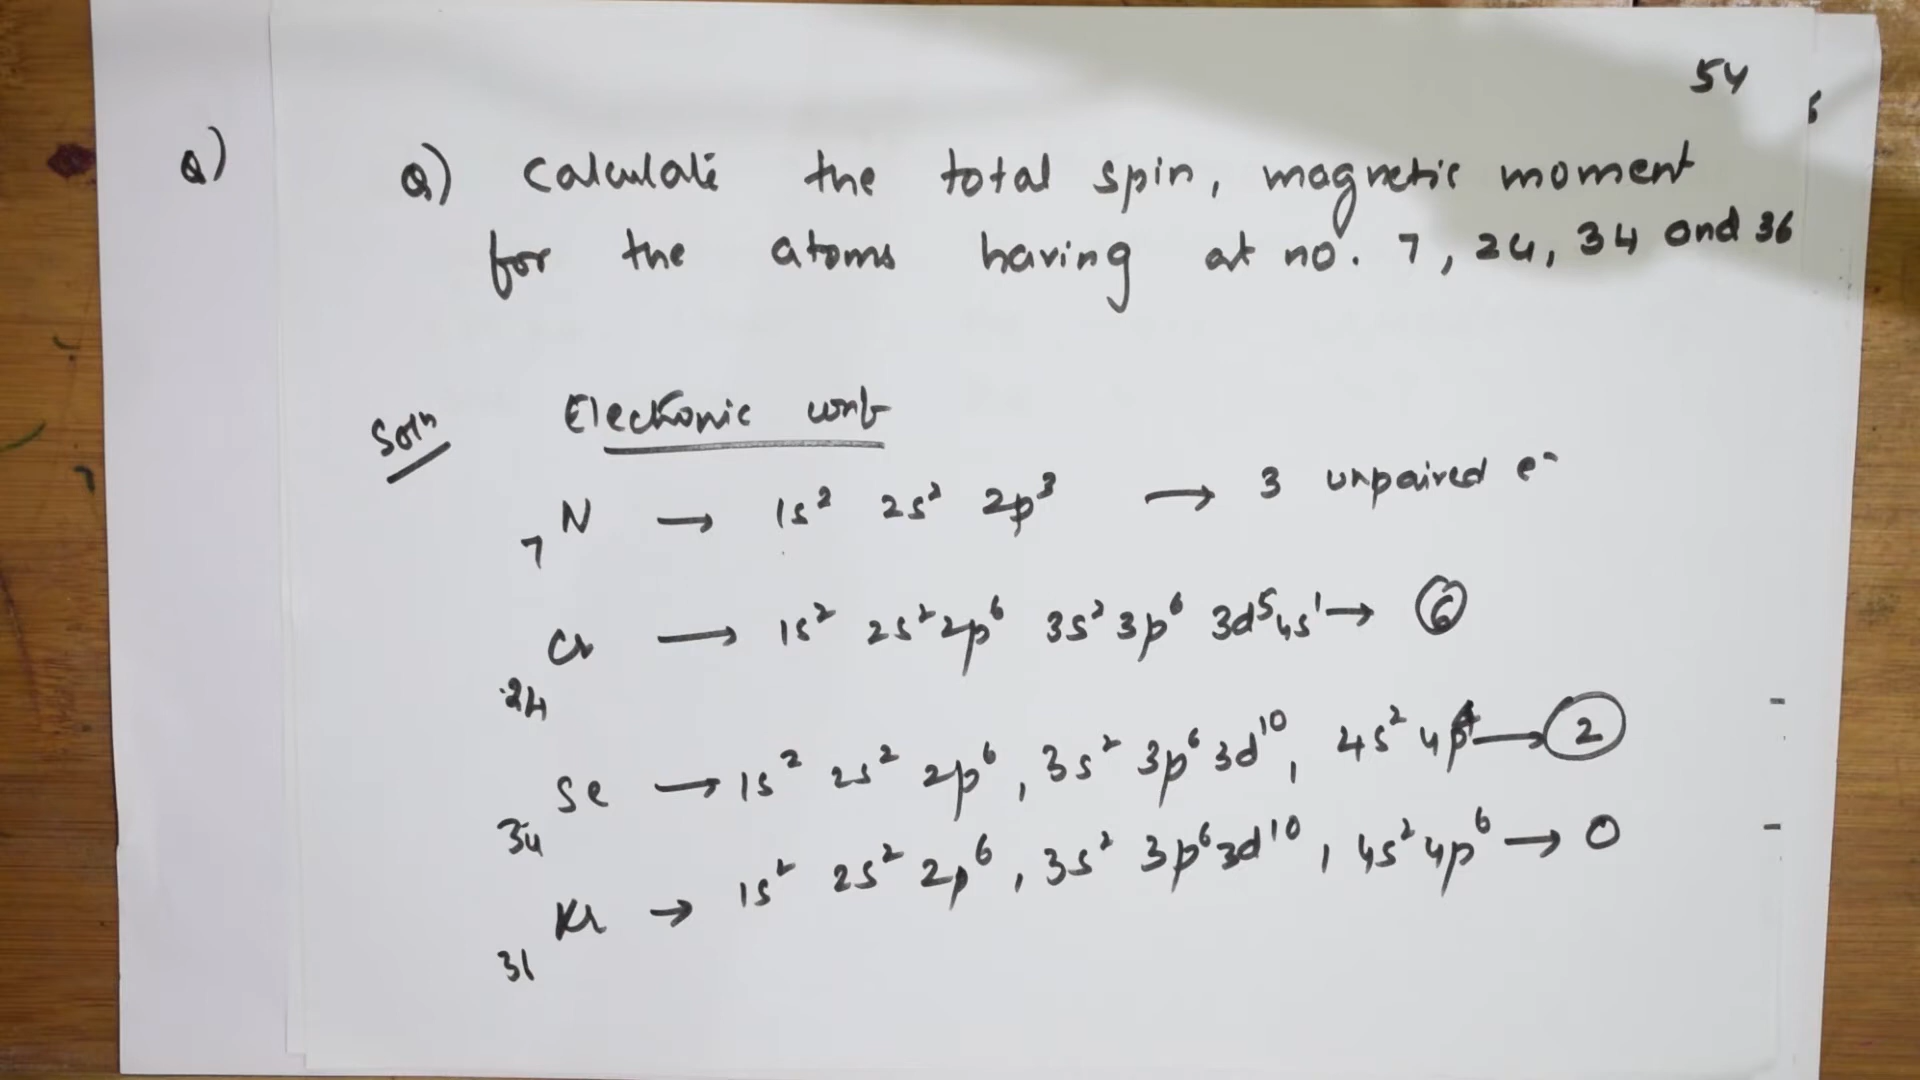 54
Q) Q) Calculate the total spin, magnetic moment
for the atoms having at no. 7, 24, 34 and 36
Soln Electronic conf
7N → 1s² 2s² 2p³ → 3 unpaired e⁻
24Cr → 1s² 2s² 2p⁶ 3s² 3p⁶ 3d⁵ 4s¹ → 6
34Se → 1s² 2s² 2p⁶, 3s² 3p⁶ 3d¹⁰, 4s² 4p⁴ → 2
31Kr → 1s² 2s² 2p⁶, 3s² 3p⁶ 3d¹⁰, 4s² 4p⁶ → 0